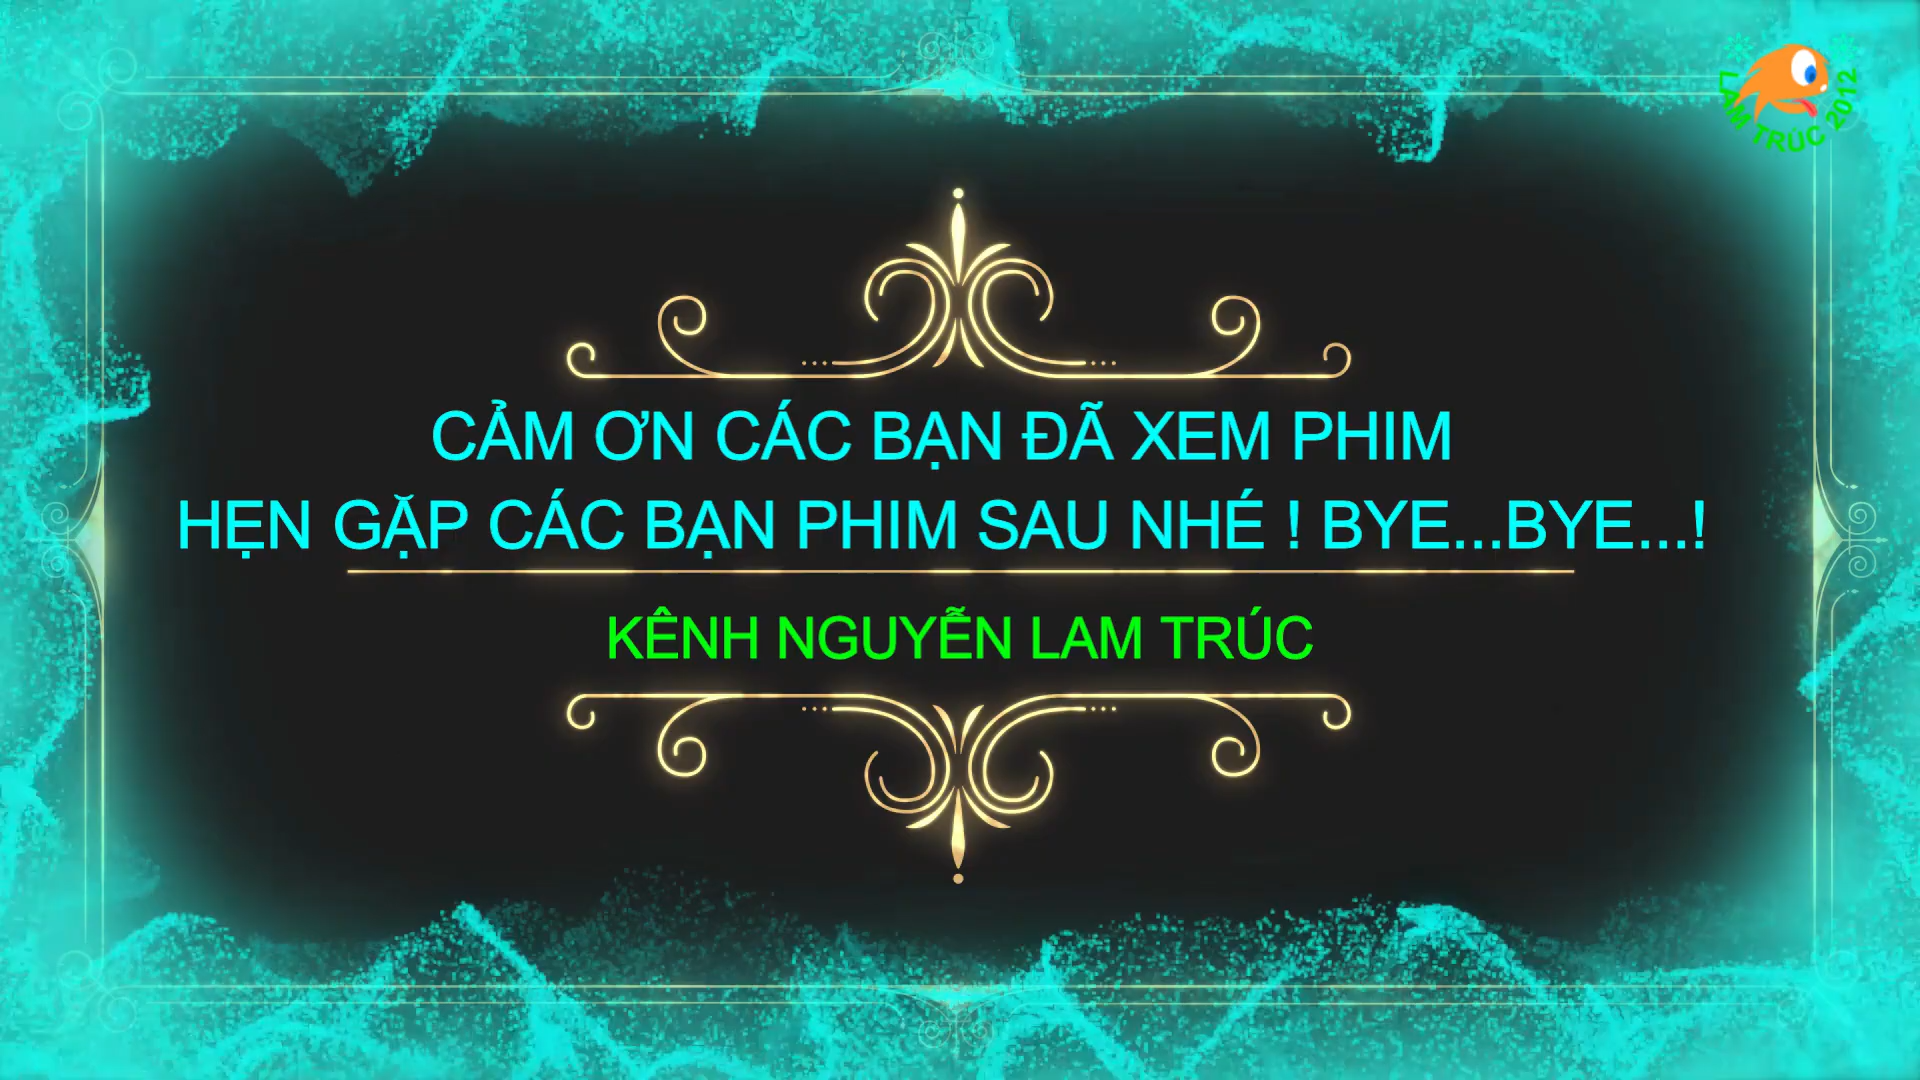 LAM TRÚC 2012
CẢM ƠN CÁC BẠN ĐÃ XEM PHIM
HẸN GẶP CÁC BẠN PHIM SAU NHÉ ! BYE...BYE...!
KÊNH NGUYỄN LAM TRÚC